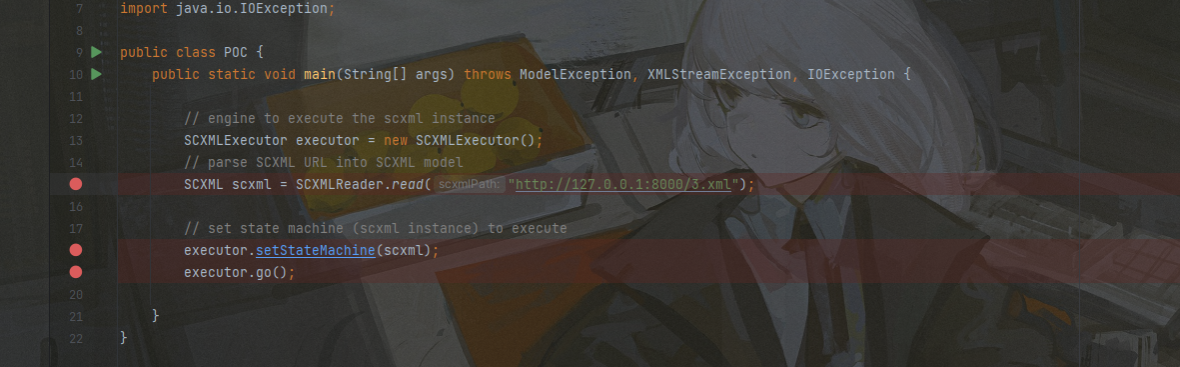 7 import java.io.IOException;
8
9 public class POC {
10 public static void main(String[] args) throws ModelException, XMLStreamException, IOException {
11
12 // engine to execute the scxml instance
13 SCXMLExecutor executor = new SCXMLExecutor();
14 // parse SCXML URL into SCXML model
SCXML scxml = SCXMLReader.read( scxmlPath: "http://127.0.0.1:8000/3.xml");
16
17 // set state machine (scxml instance) to execute
executor.setStateMachine(scxml);
executor.go();
20
21 }
22 }